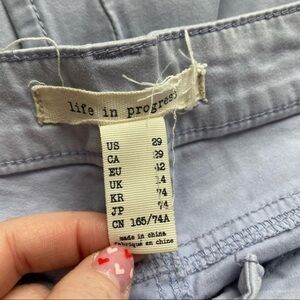 life in progress
US 29
CA 29
EU 42
UK 14
KR 74
JP 74
CN 165/74A
made in china
fabriqué en chine